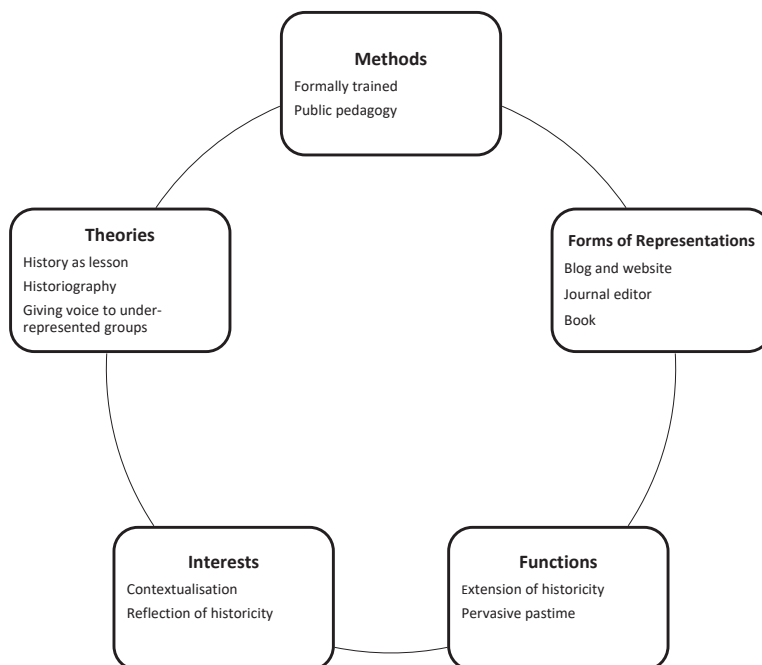 Methods
Formally trained
Public pedagogy
Theories
History as lesson
Historiography
Giving voice to under-
represented groups
Forms of Representations
Blog and website
Journal editor
Book
Interests
Contextualisation
Reflection of historicity
Functions
Extension of historicity
Pervasive pastime